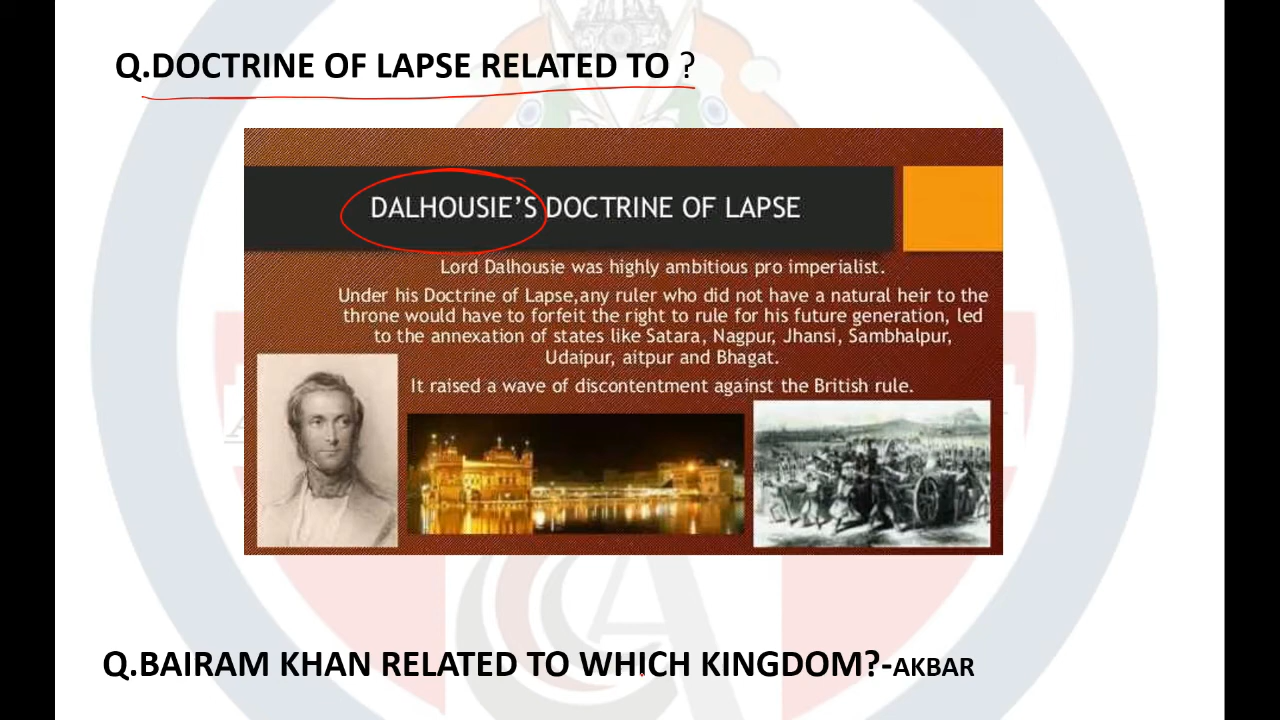 Q.DOCTRINE OF LAPSE RELATED TO ?
DALHOUSIE'S DOCTRINE OF LAPSE
Lord Dalhousie was highly ambitious pro imperialist.
Under his Doctrine of Lapse,any ruler who did not have a natural heir to the
throne would have to forfeit the right to rule for his future generation, led
to the annexation of states like Satara, Nagpur, Jhansi, Sambhalpur,
Udaipur, aitpur and Bhagat.
It raised a wave of discontentment against the British rule.
Q.BAIRAM KHAN RELATED TO WHICH KINGDOM?-AKBAR